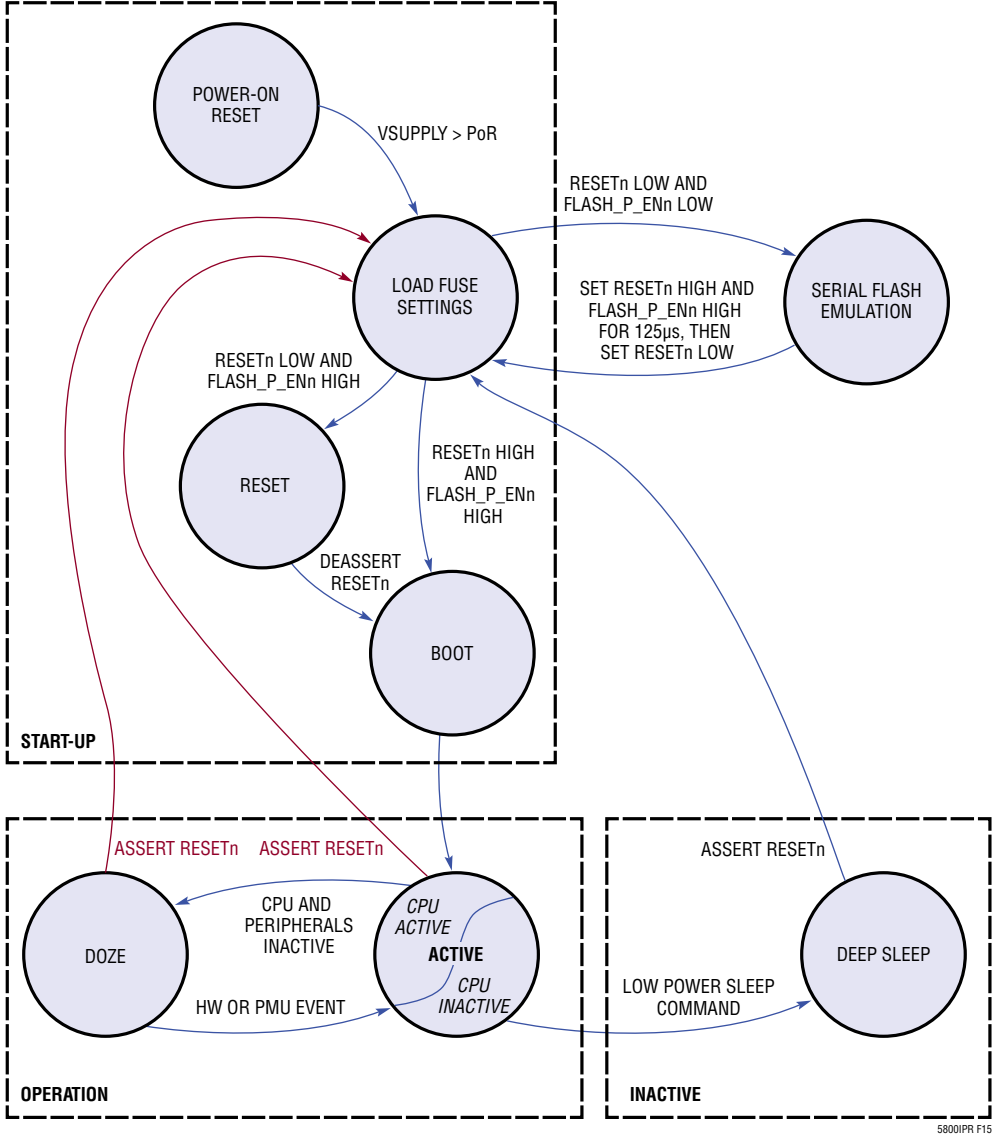 POWER-ON
RESET
VSUPPLY > PoR
RESETn LOW AND
FLASH_P_ENn LOW
LOAD FUSE
SETTINGS
SET RESETn HIGH AND
FLASH_P_ENn HIGH
FOR 125µs, THEN
SET RESETn LOW
SERIAL FLASH
EMULATION
RESETn LOW AND
FLASH_P_ENn HIGH
RESET
RESETn HIGH
AND
FLASH_P_ENn
HIGH
DEASSERT
RESETn
BOOT
START-UP
ASSERT RESETn
ASSERT RESETn
ASSERT RESETn
CPU AND
PERIPHERALS
INACTIVE
DOZE
CPU
ACTIVE
ACTIVE
CPU
INACTIVE
HW OR PMU EVENT
DEEP SLEEP
LOW POWER SLEEP
COMMAND
OPERATION
INACTIVE
5800IPR F15